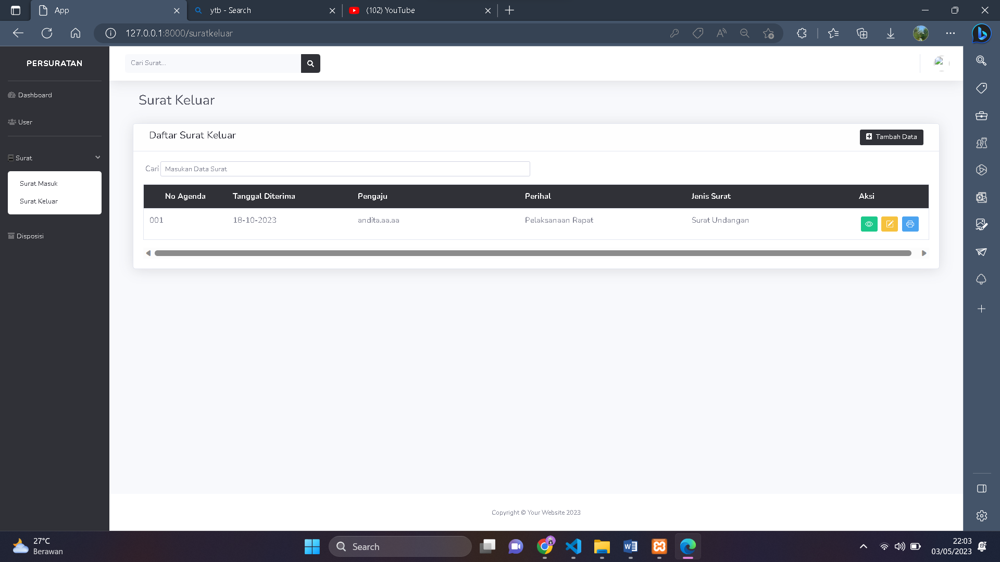 App
ytb - Search
(102) YouTube
127.0.0.1:8000/suratkeluar
PERSURATAN
Cari Surat...
Dashboard
User
Surat
Surat Masuk
Surat Keluar
Disposisi
Surat Keluar
Daftar Surat Keluar
Tambah Data
Cari Masukan Data Surat
No Agenda Tanggal Diterima Pengaju Perihal Jenis Surat Aksi
001 18-10-2023 andita.aa.aa Pelaksanaan Rapat Surat Undangan
Copyright © Your Website 2023
27°C
Berawan
Search
22:03
03/05/2023